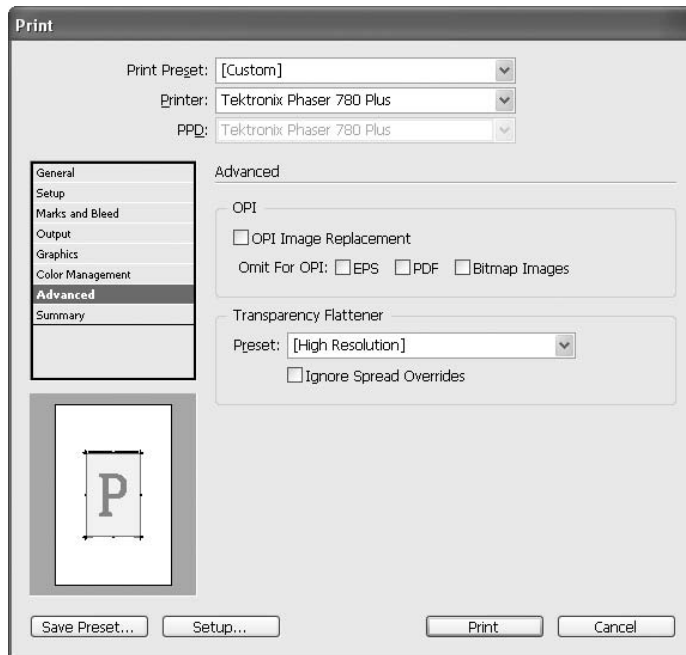 Print
Print Preset: [Custom]
Printer: Tektronix Phaser 780 Plus
PPD: Tektronix Phaser 780 Plus
General
Setup
Marks and Bleed
Output
Graphics
Color Management
Advanced
Summary
Advanced
OPI
OPI Image Replacement
Omit For OPI: EPS PDF Bitmap Images
Transparency Flattener
Preset: [High Resolution]
Ignore Spread Overrides
P
Save Preset... Setup... Print Cancel